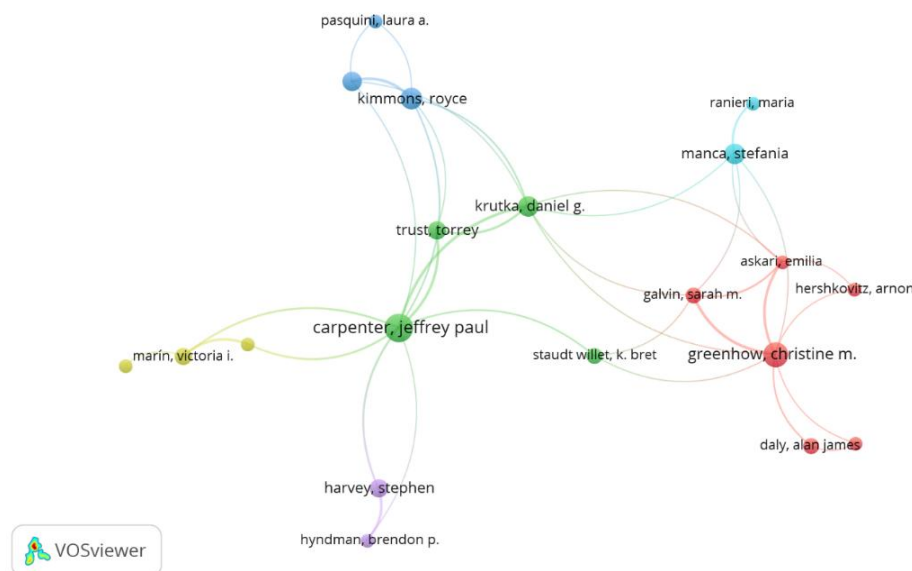 pasquini, laura a.
kimmons, royce
ranieri, maria
manca, stefania
krutka, daniel g.
trust, torrey
askari, emilia
hershkovitz, arnon
galvin, sarah m.
carpenter, jeffrey paul
marín, victoria i.
staudt willet, k. bret
greenhow, christine m.
daly, alan james
harvey, stephen
hyndman, brendon p.
VOSviewer